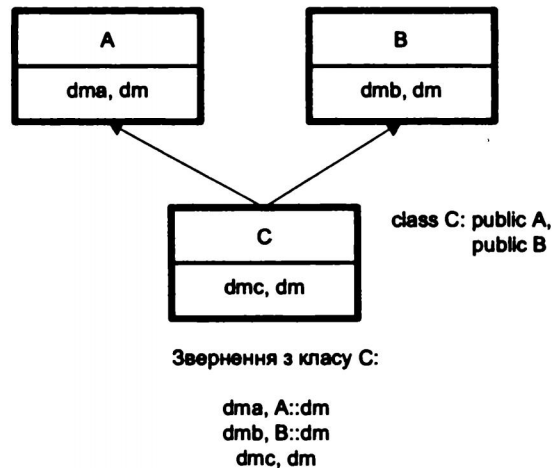 A
dma, dm
B
dmb, dm
C
dmc, dm
class C: public A,
public B
Звернення з класу C:
dma, A::dm
dmb, B::dm
dmc, dm